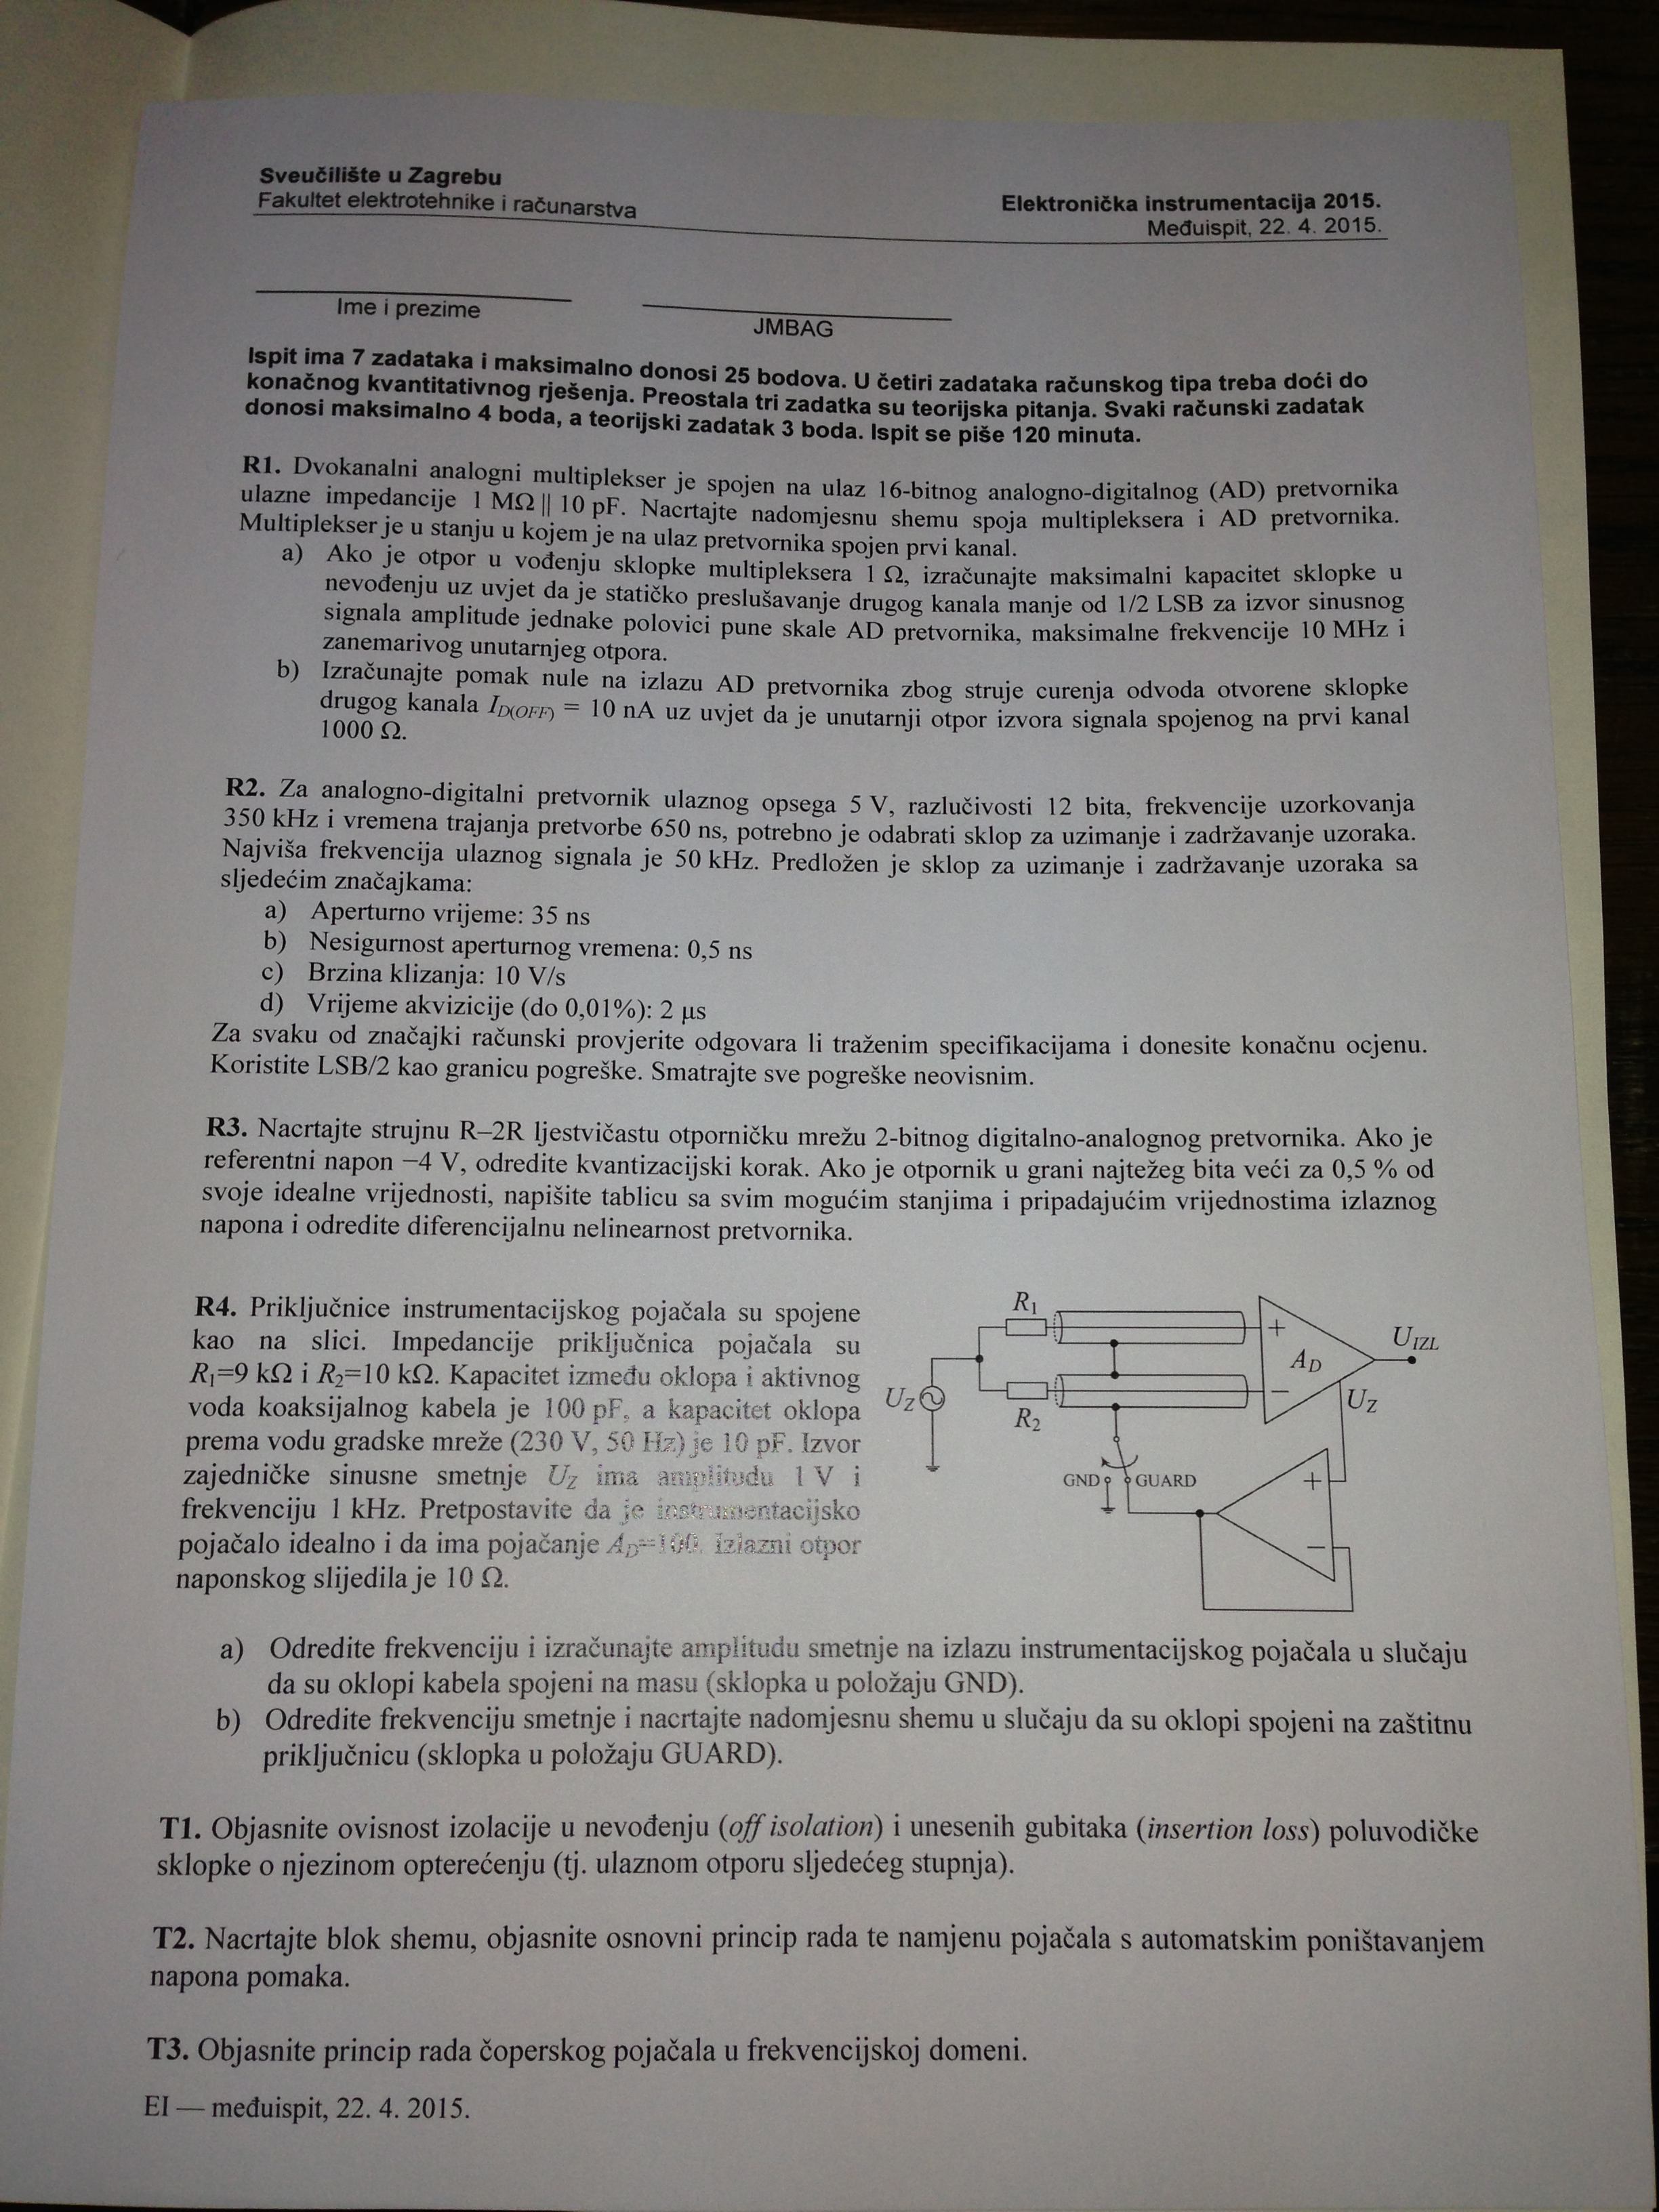 Sveučilište u Zagrebu
Fakultet elektrotehnike i računarstva
Elektronička instrumentacija 2015.
Međuispit, 22. 4. 2015.
Ime i prezime
JMBAG
Ispit ima 7 zadataka i maksimalno donosi 25 bodova. U četiri zadataka računskog tipa treba doći do
konačnog kvantitativnog rješenja. Preostala tri zadatka su teorijska pitanja. Svaki računski zadatak
donosi maksimalno 4 boda, a teorijski zadatak 3 boda. Ispit se piše 120 minuta.
R1. Dvokanalni analogni multiplekser je spojen na ulaz 16-bitnog analogno-digitalnog (AD) pretvornika
ulazne impedancije 1 MΩ || 10 pF. Nacrtajte nadomjesnu shemu spoja multipleksera i AD pretvornika.
Multiplekser je u stanju u kojem je na ulaz pretvornika spojen prvi kanal.
a) Ako je otpor u vođenju sklopke multipleksera 1 Ω, izračunajte maksimalni kapacitet sklopke u
nevođenju uz uvjet da je statičko preslušavanje drugog kanala manje od 1/2 LSB za izvor sinusnog
signala amplitude jednake polovici pune skale AD pretvornika, maksimalne frekvencije 10 MHz i
zanemarivog unutarnjeg otpora.
b) Izračunajte pomak nule na izlazu AD pretvornika zbog struje curenja odvoda otvorene sklopke
drugog kanala I_D(OFF) = 10 nA uz uvjet da je unutarnji otpor izvora signala spojenog na prvi kanal
1000 Ω.
R2. Za analogno-digitalni pretvornik ulaznog opsega 5 V, razlučivosti 12 bita, frekvencije uzorkovanja
350 kHz i vremena trajanja pretvorbe 650 ns, potrebno je odabrati sklop za uzimanje i zadržavanje uzoraka.
Najviša frekvencija ulaznog signala je 50 kHz. Predložen je sklop za uzimanje i zadržavanje uzoraka sa
sljedećim značajkama:
a) Aperturno vrijeme: 35 ns
b) Nesigurnost aperturnog vremena: 0,5 ns
c) Brzina klizanja: 10 V/s
d) Vrijeme akvizicije (do 0,01%): 2 μs
Za svaku od značajki računski provjerite odgovara li traženim specifikacijama i donesite konačnu ocjenu.
Koristite LSB/2 kao granicu pogreške. Smatrajte sve pogreške neovisnim.
R3. Nacrtajte strujnu R–2R ljestvičastu otporničku mrežu 2-bitnog digitalno-analognog pretvornika. Ako je
referentni napon −4 V, odredite kvantizacijski korak. Ako je otpornik u grani najtežeg bita veći za 0,5 % od
svoje idealne vrijednosti, napišite tablicu sa svim mogućim stanjima i pripadajućim vrijednostima izlaznog
napona i odredite diferencijalnu nelinearnost pretvornika.
R4. Priključnice instrumentacijskog pojačala su spojene
kao na slici. Impedancije priključnica pojačala su
R1=9 kΩ i R2=10 kΩ. Kapacitet između oklopa i aktivnog
voda koaksijalnog kabela je 100 pF, a kapacitet oklopa
prema vodu gradske mreže (230 V, 50 Hz) je 10 pF. Izvor
zajedničke sinusne smetnje UZ ima amplitudu 1 V i
frekvenciju 1 kHz. Pretpostavite da je instrumentacijsko
pojačalo idealno i da ima pojačanje AD=100. Izlazni otpor
naponskog slijedila je 10 Ω.
R1
+
UIZL
AD
UZ
−
UZ
R2
GND
GUARD
+
−
a) Odredite frekvenciju i izračunajte amplitudu smetnje na izlazu instrumentacijskog pojačala u slučaju
da su oklopi kabela spojeni na masu (sklopka u položaju GND).
b) Odredite frekvenciju smetnje i nacrtajte nadomjesnu shemu u slučaju da su oklopi spojeni na zaštitnu
priključnicu (sklopka u položaju GUARD).
T1. Objasnite ovisnost izolacije u nevođenju (off isolation) i unesenih gubitaka (insertion loss) poluvodičke
sklopke o njezinom opterećenju (tj. ulaznom otporu sljedećeg stupnja).
T2. Nacrtajte blok shemu, objasnite osnovni princip rada te namjenu pojačala s automatskim poništavanjem
napona pomaka.
T3. Objasnite princip rada čoperskog pojačala u frekvencijskoj domeni.
EI — međuispit, 22. 4. 2015.